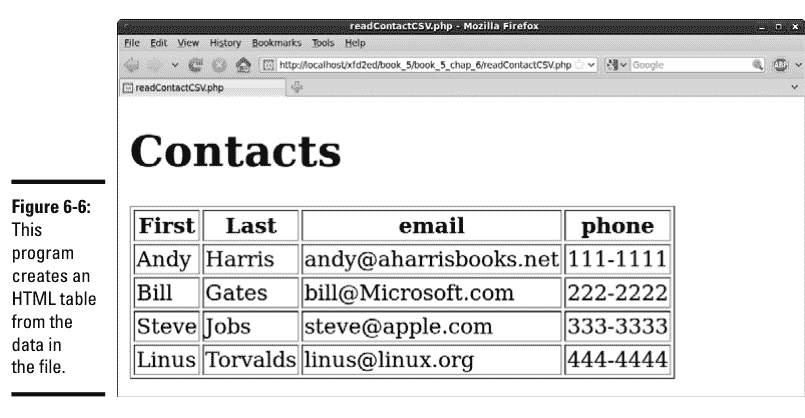 readContactCSV.php - Mozilla Firefox
File Edit View History Bookmarks Tools Help
http://localhost/xfd2ed/book_5/book_5_chap_6/readContactCSV.php Google
readContactCSV.php
Contacts
First Last email phone
Andy Harris andy@aharrisbooks.net 111-1111
Bill Gates bill@Microsoft.com 222-2222
Steve Jobs steve@apple.com 333-3333
Linus Torvalds linus@linux.org 444-4444
Figure 6-6:
This
program
creates an
HTML table
from the
data in
the file.